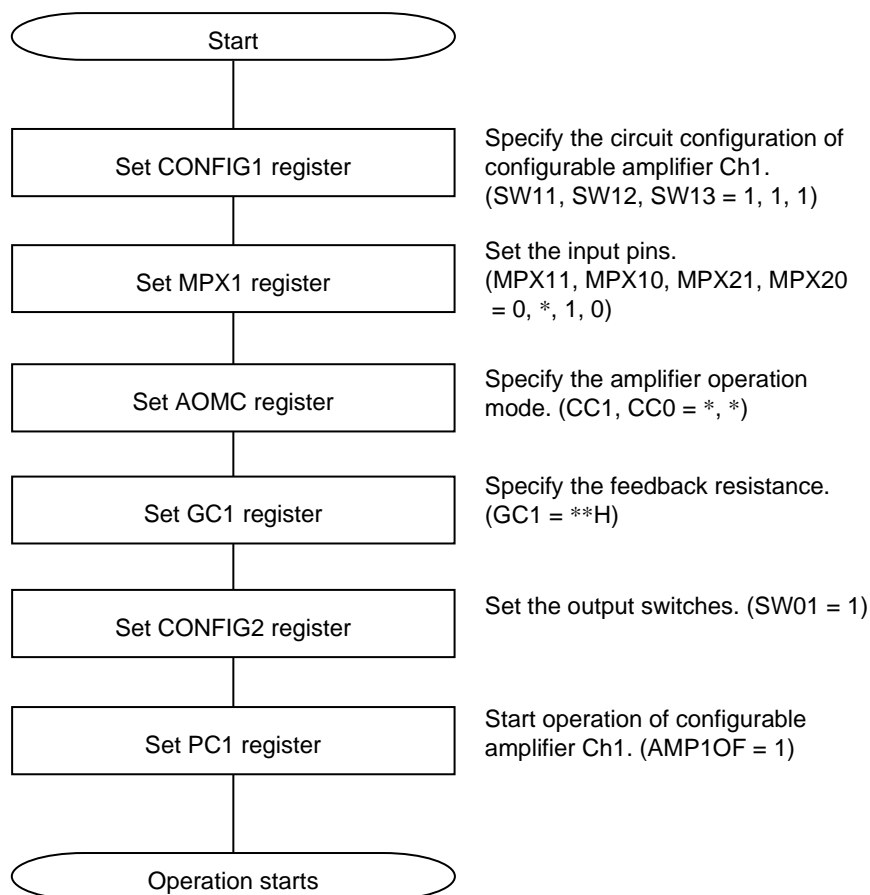 Start
Set CONFIG1 register
Specify the circuit configuration of
configurable amplifier Ch1.
(SW11, SW12, SW13 = 1, 1, 1)
Set MPX1 register
Set the input pins.
(MPX11, MPX10, MPX21, MPX20
= 0, *, 1, 0)
Set AOMC register
Specify the amplifier operation
mode. (CC1, CC0 = *, *)
Set GC1 register
Specify the feedback resistance.
(GC1 = **H)
Set CONFIG2 register
Set the output switches. (SW01 = 1)
Set PC1 register
Start operation of configurable
amplifier Ch1. (AMP1OF = 1)
Operation starts